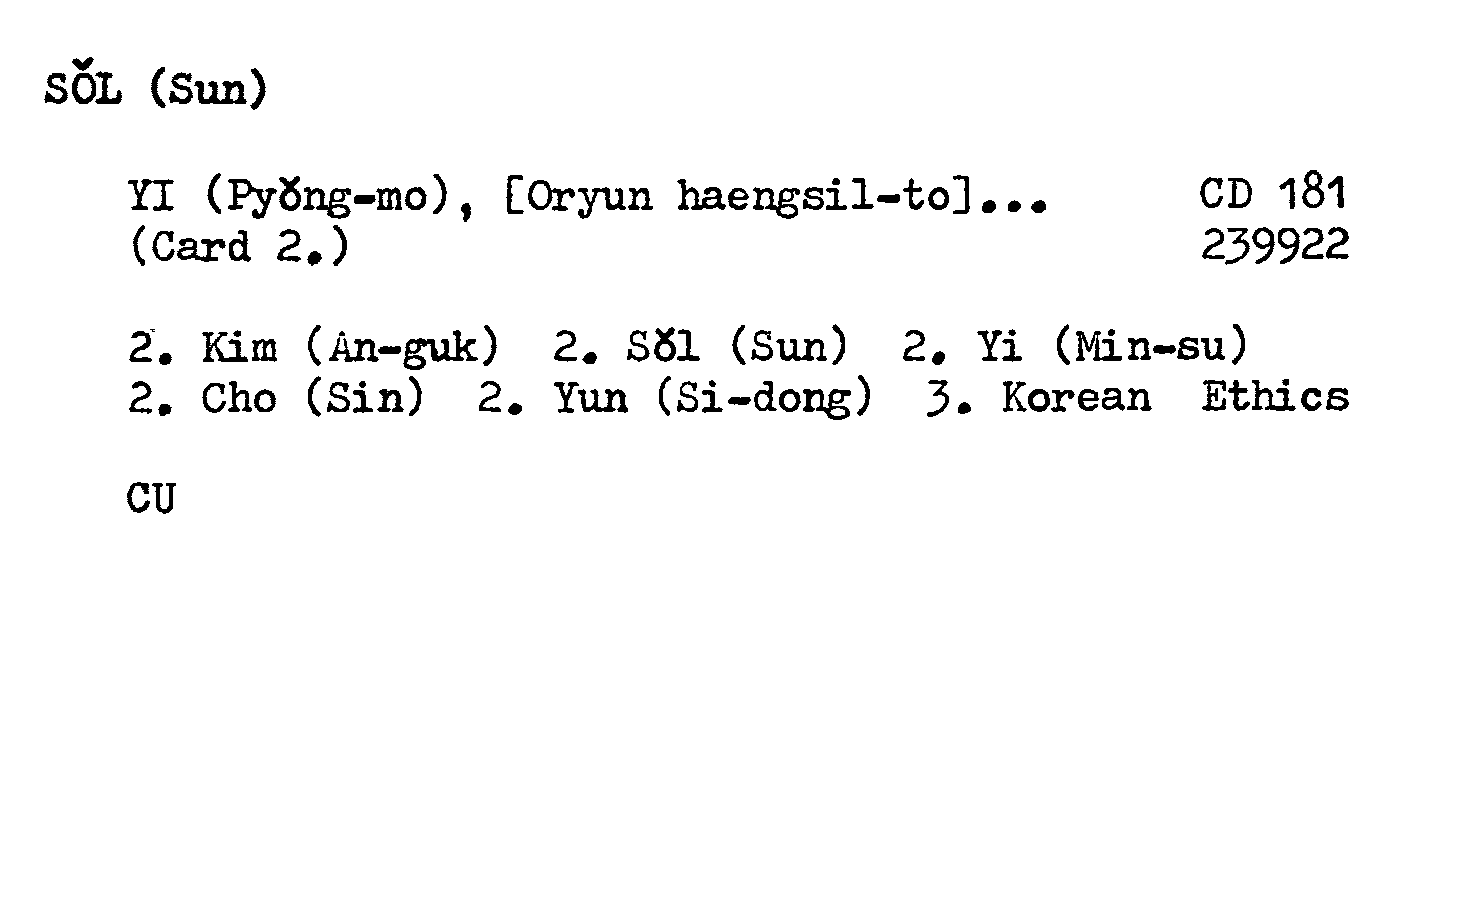 SŎL (Sun)
YI (Pyŏng-mo), [Oryun haengsil-to]... CD 181
(Card 2.) 239922
2. Kim (An-guk) 2. Sŏl (Sun) 2. Yi (Min-su)
2. Cho (Sin) 2. Yun (Si-dong) 3. Korean Ethics
CU